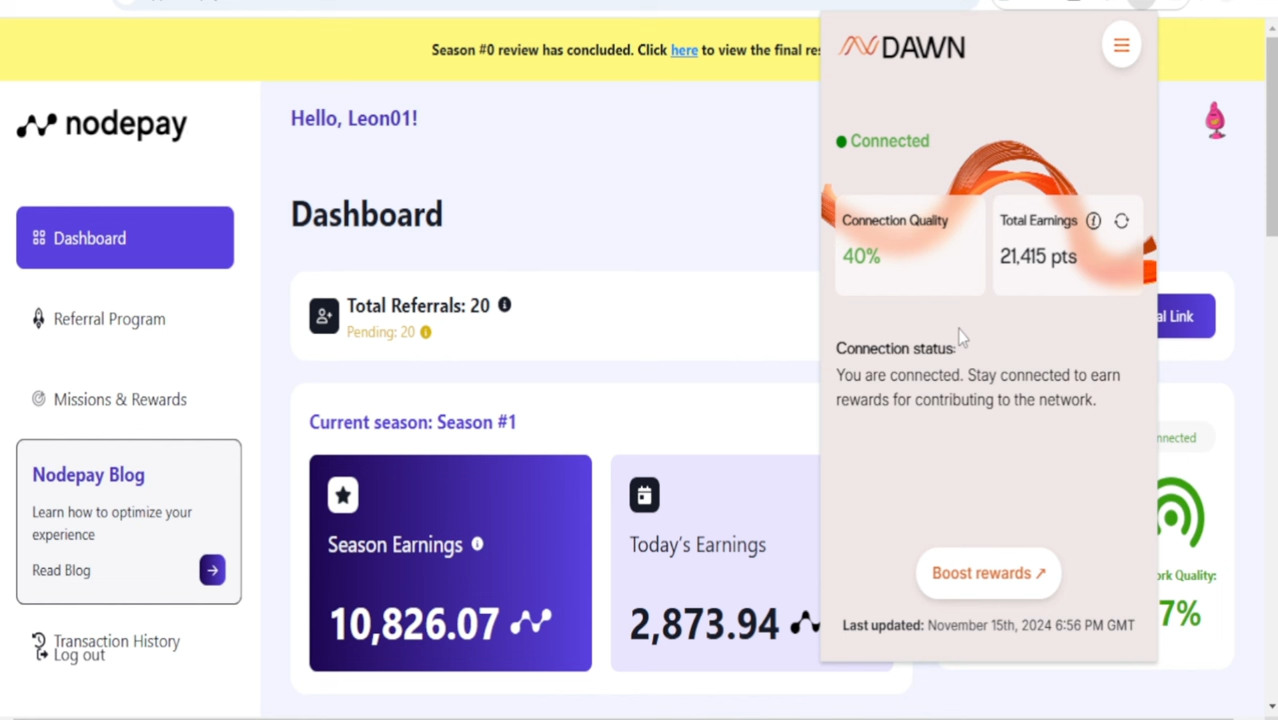 Season #0 review has concluded. Click here to view the final
nodepay
Hello, Leon01!
Dashboard
Referral Program
Missions & Rewards
Nodepay Blog
Learn how to optimize your
experience
Read Blog
Transaction History
Log out
Dashboard
Total Referrals: 20
Pending: 20
Link
Current season: Season #1
Season Earnings
10,826.07
Today's Earnings
2,873.94
Quality:
7%
DAWN
Connected
Connection Quality
40%
Total Earnings
21,415 pts
Connection status:
You are connected. Stay connected to earn
rewards for contributing to the network.
Boost rewards ↗
Last updated: November 15th, 2024 6:56 PM GMT